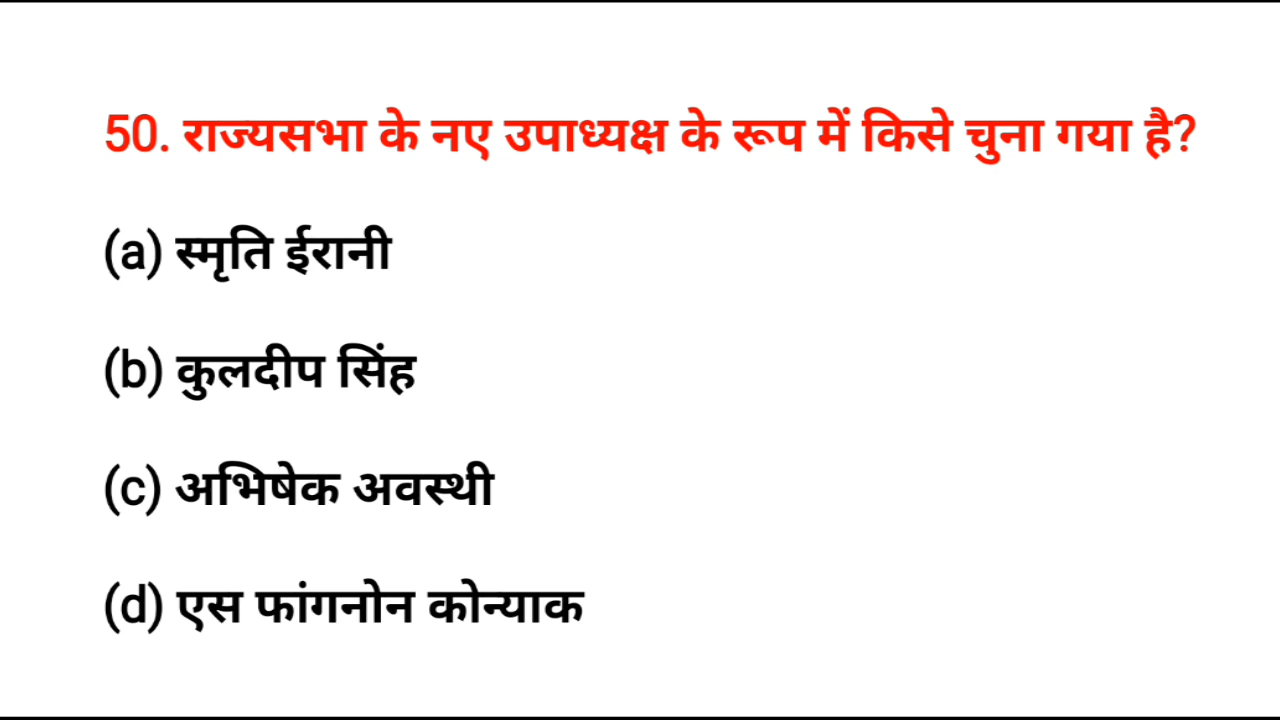 50. राज्यसभा के नए उपाध्यक्ष के रूप में किसे चुना गया है?
(a) स्मृति ईरानी
(b) कुलदीप सिंह
(c) अभिषेक अवस्थी
(d) एस फांगनोन कोन्याक